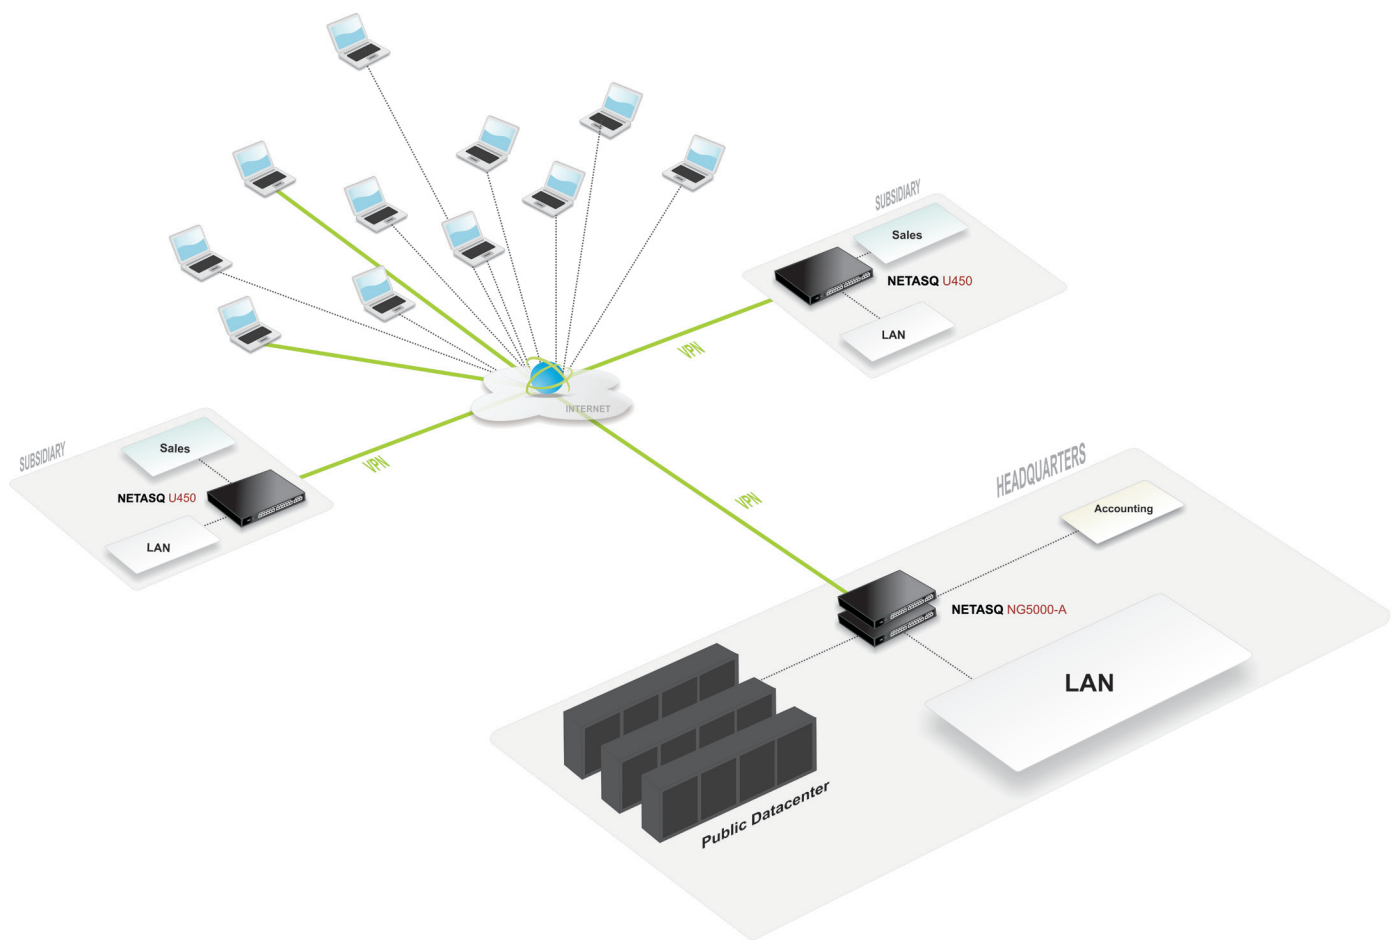 SUBSIDIARY
Sales
NETASQ U450
LAN
VPN
INTERNET
SUBSIDIARY
Sales
NETASQ U450
LAN
VPN
VPN
HEADQUARTERS
Accounting
NETASQ NG5000-A
LAN
Public Datacenter